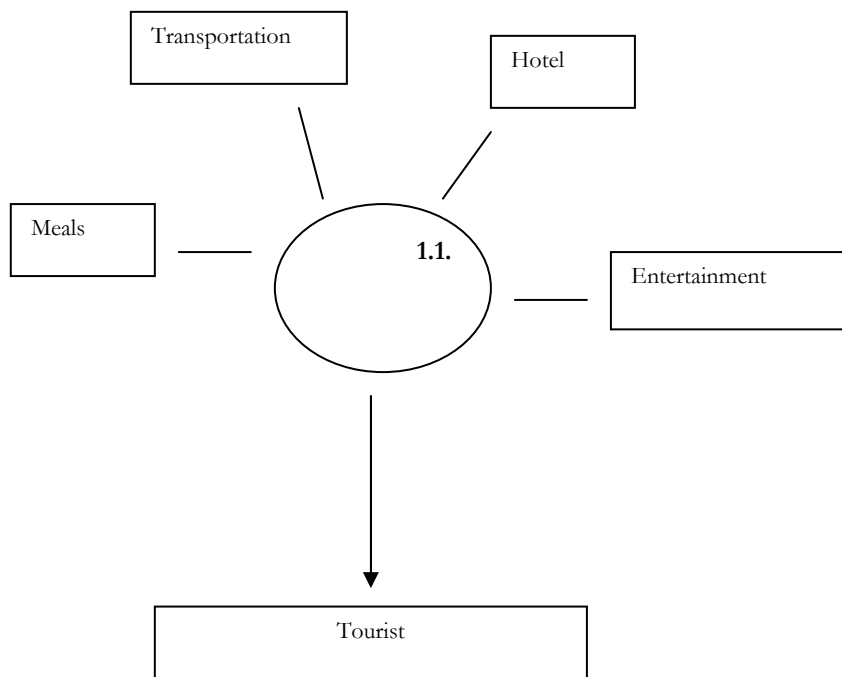 Transportation
Hotel
Meals
1.1.
Entertainment
Tourist